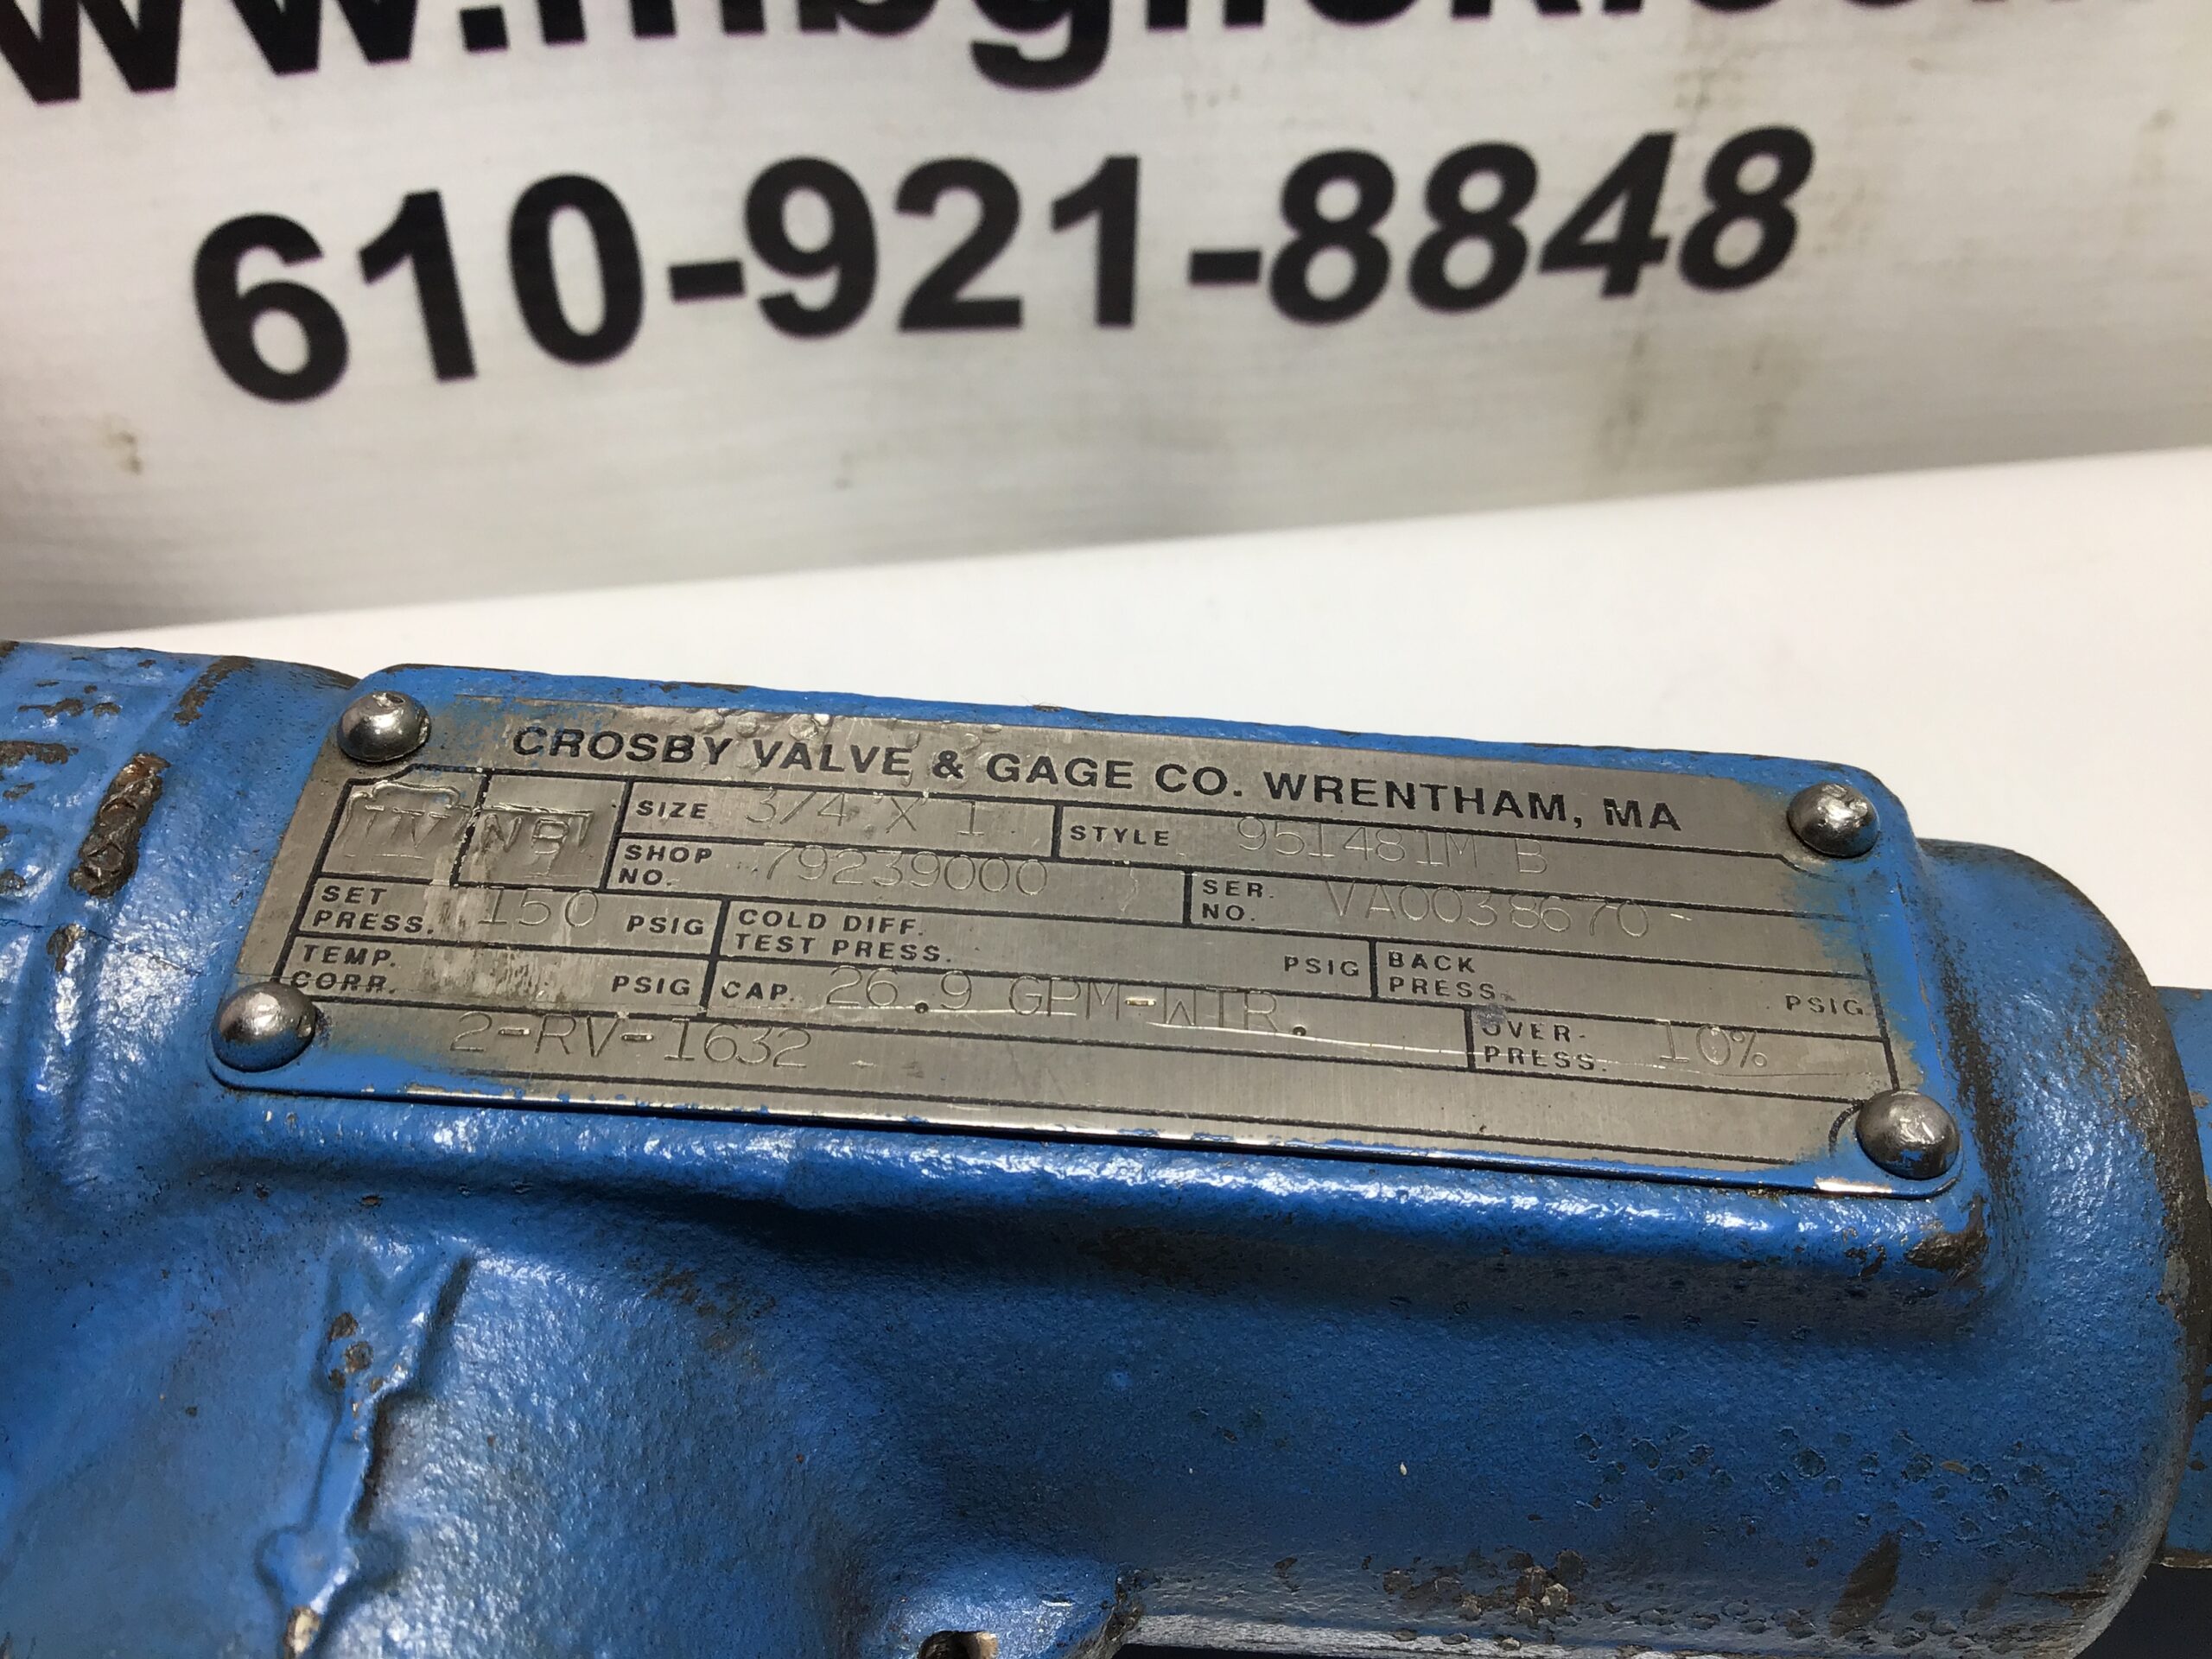 610-921-8848
CROSBY VALVE & GAGE CO. WRENTHAM, MA
UV NB SIZE 3/4 X 1 STYLE 951481M B
SHOP NO. 79239000 SER. NO. VA0038670
SET PRESS. 150 PSIG COLD DIFF. TEST PRESS. PSIG BACK PRESS. PSIG
TEMP. CORR. PSIG CAP. 26.9 GPM-WTR. OVER-PRESS. 10%
2-RV-1632